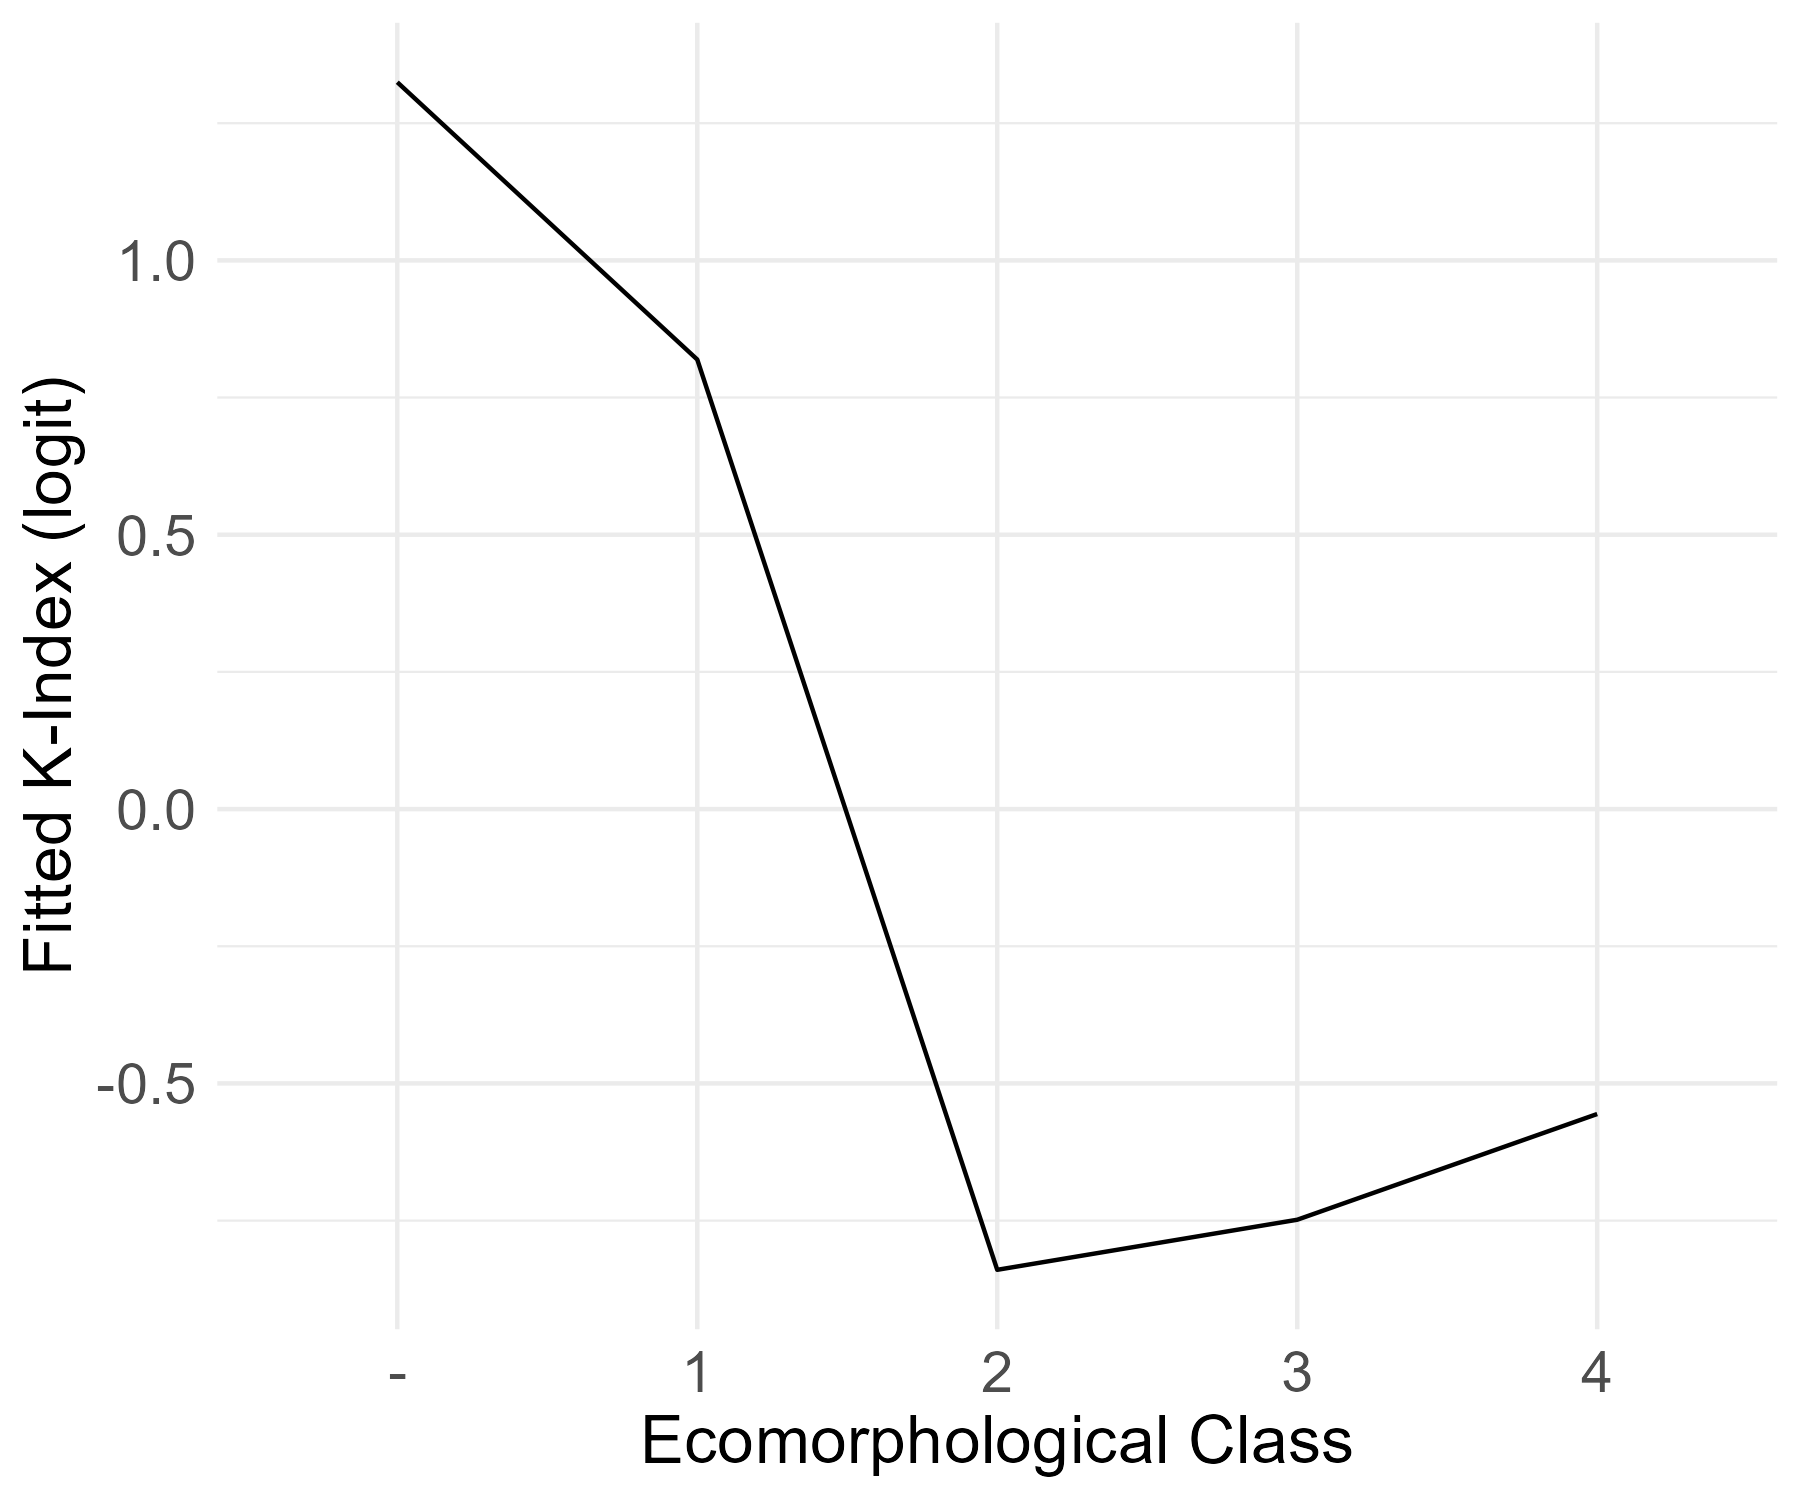 Fitted K-Index (logit)
1.0
0.5
0.0
-0.5
- 1 2 3 4
Ecomorphological Class